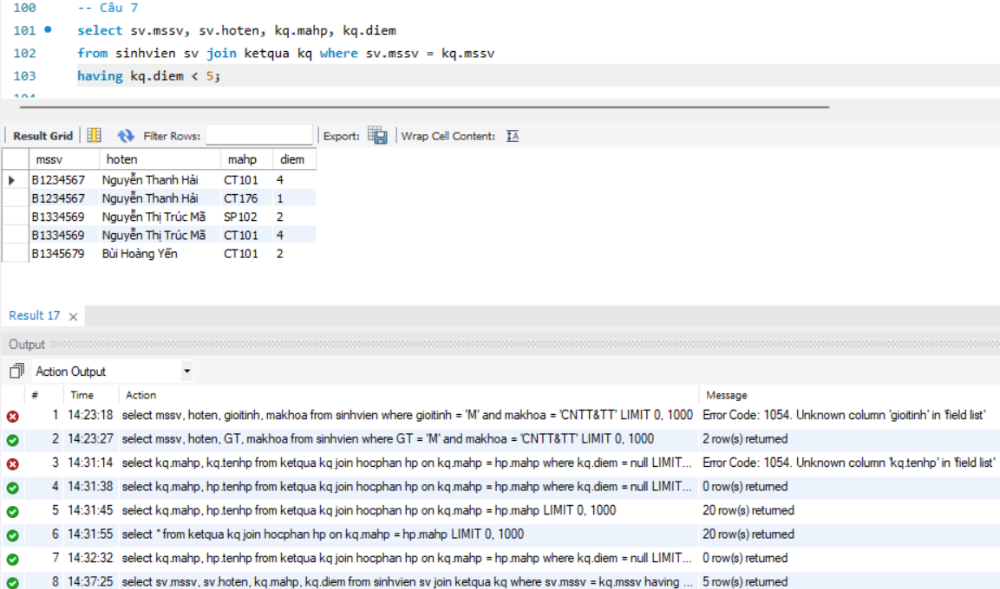 100 -- Câu 7
101 select sv.mssv, sv.hoten, kq.mahp, kq.diem
102 from sinhvien sv join ketqua kq where sv.mssv = kq.mssv
103 having kq.diem < 5;
104
Result Grid Filter Rows: Export: Wrap Cell Content:
mssv hoten mahp diem
B1234567 Nguyễn Thanh Hải CT101 4
B1234567 Nguyễn Thanh Hải CT176 1
B1334569 Nguyễn Thị Trúc Mã SP102 2
B1334569 Nguyễn Thị Trúc Mã CT101 4
B1345679 Bùi Hoàng Yến CT101 2
Result 17
Output
Action Output
# Time Action Message
1 14:23:18 select mssv, hoten, gioitinh, makhoa from sinhvien where gioitinh = 'M' and makhoa = 'CNTT&TT' LIMIT 0, 1000 Error Code: 1054. Unknown column 'gioitinh' in 'field list'
2 14:23:27 select mssv, hoten, GT, makhoa from sinhvien where GT = 'M' and makhoa = 'CNTT&TT' LIMIT 0, 1000 2 row(s) returned
3 14:31:14 select kq.mahp, kq.tenhp from ketqua kq join hocphan hp on kq.mahp = hp.mahp where kq.diem = null LIMIT... Error Code: 1054. Unknown column 'kq.tenhp' in 'field list'
4 14:31:38 select kq.mahp, hp.tenhp from ketqua kq join hocphan hp on kq.mahp = hp.mahp where kq.diem = null LIMIT... 0 row(s) returned
5 14:31:45 select kq.mahp, hp.tenhp from ketqua kq join hocphan hp on kq.mahp = hp.mahp LIMIT 0, 1000 20 row(s) returned
6 14:31:55 select * from ketqua kq join hocphan hp on kq.mahp = hp.mahp LIMIT 0, 1000 20 row(s) returned
7 14:32:32 select kq.mahp, hp.tenhp from ketqua kq join hocphan hp on kq.mahp = hp.mahp where kq.diem = null LIMIT... 0 row(s) returned
8 14:37:25 select sv.mssv, sv.hoten, kq.mahp, kq.diem from sinhvien sv join ketqua kq where sv.mssv = kq.mssv having ... 5 row(s) returned